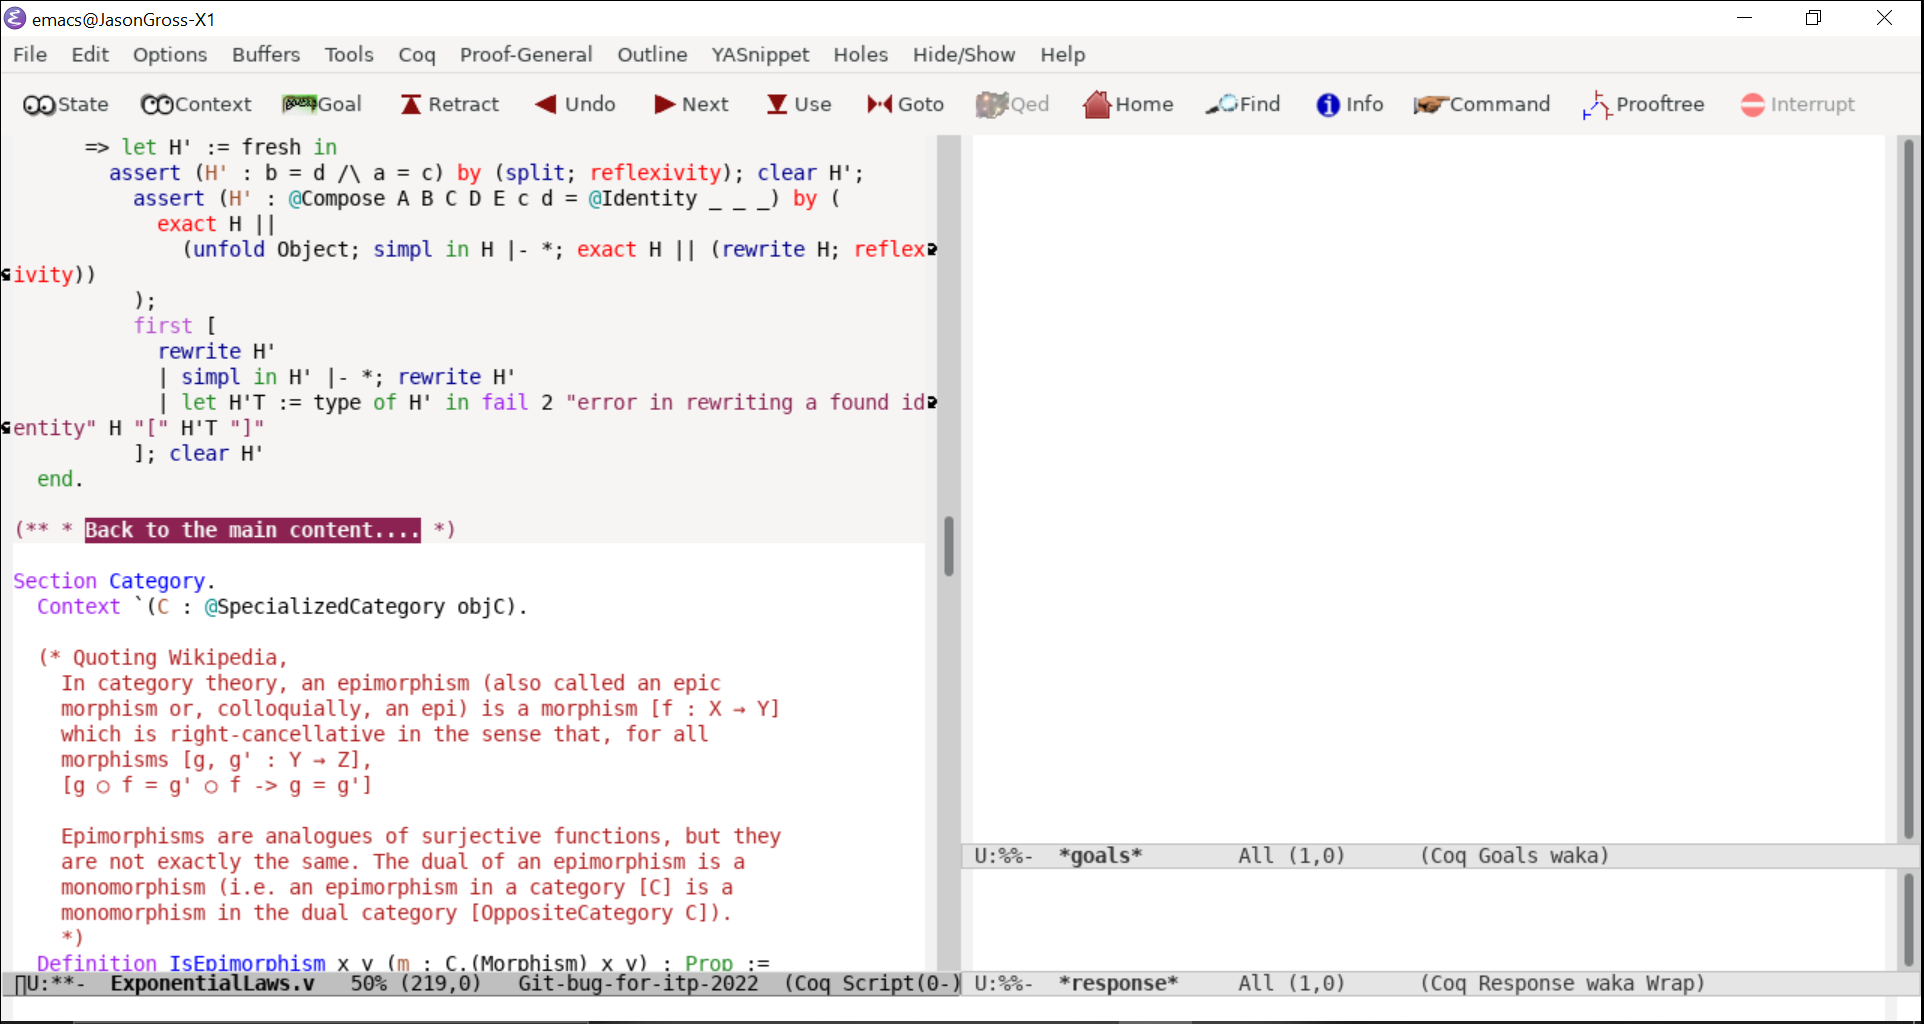 emacs@JasonGross-X1
File Edit Options Buffers Tools Coq Proof-General Outline YASnippet Holes Hide/Show Help
State Context Goal Retract Undo Next Use Goto Qed Home Find Info Command Prooftree Interrupt
=> let H' := fresh in
assert (H' : b = d /\ a = c) by (split; reflexivity); clear H';
assert (H' : @Compose A B C D E c d = @Identity _ _ _) by (
exact H ||
(unfold Object; simpl in H |- *; exact H || (rewrite H; reflex
ivity))
);
first [
rewrite H'
| simpl in H' |- *; rewrite H'
| let H'T := type of H' in fail 2 "error in rewriting a found id
entity" H "[" H'T "]"
]; clear H'
end.
(** * Back to the main content.... *)
Section Category.
Context `(C : @SpecializedCategory objC).
(* Quoting Wikipedia,
In category theory, an epimorphism (also called an epic
morphism or, colloquially, an epi) is a morphism [f : X → Y]
which is right-cancellative in the sense that, for all
morphisms [g, g' : Y → Z],
[g ○ f = g' ○ f -> g = g']
Epimorphisms are analogues of surjective functions, but they
are not exactly the same. The dual of an epimorphism is a
monomorphism (i.e. an epimorphism in a category [C] is a
monomorphism in the dual category [OppositeCategory C]).
*)
Definition IsEpimorphism x y (m : C.(Morphism) x y) : Prop :=
U:**- ExponentialLaws.v 50% (219,0) Git-bug-for-itp-2022 (Coq Script(0-)
U:%%- *goals* All (1,0) (Coq Goals waka)
U:%%- *response* All (1,0) (Coq Response waka Wrap)